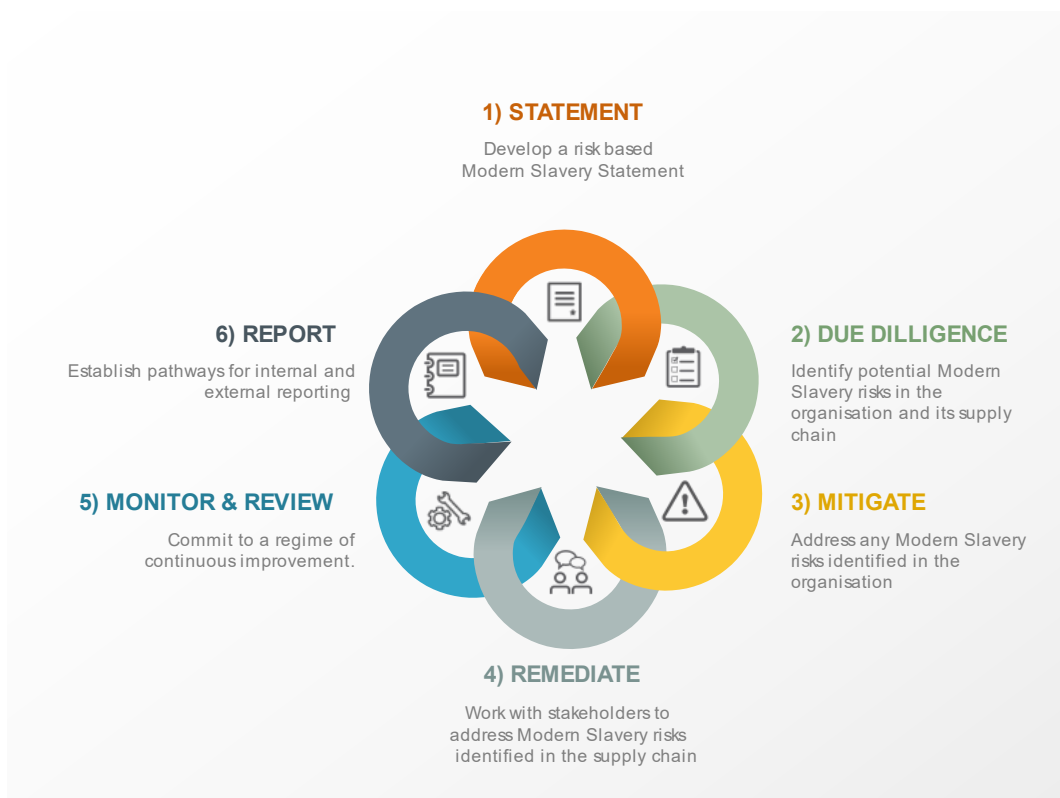 1) STATEMENT
Develop a risk based
Modern Slavery Statement
2) DUE DILLIGENCE
Identify potential Modern
Slavery risks in the
organisation and its supply
chain
3) MITIGATE
Address any Modern Slavery
risks identified in the
organisation
4) REMEDIATE
Work with stakeholders to
address Modern Slavery risks
identified in the supply chain
5) MONITOR & REVIEW
Commit to a regime of
continuous improvement.
6) REPORT
Establish pathways for internal and
external reporting